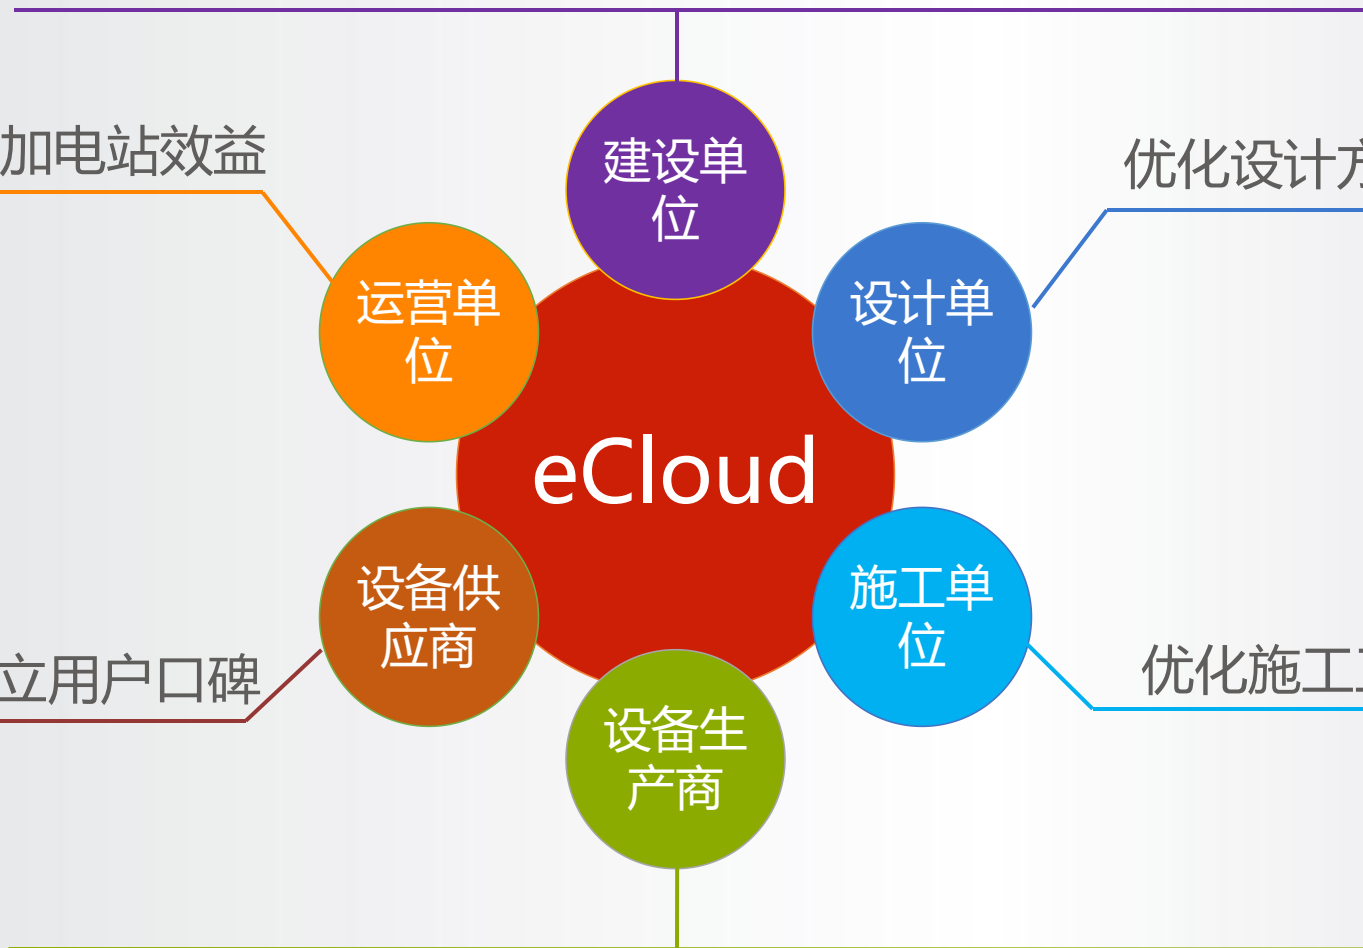 加电站效益
建设单
位
优化设计方
运营单
位
设计单
位
eCloud
设备供
应商
施工单
位
立用户口碑
优化施工
设备生
产商